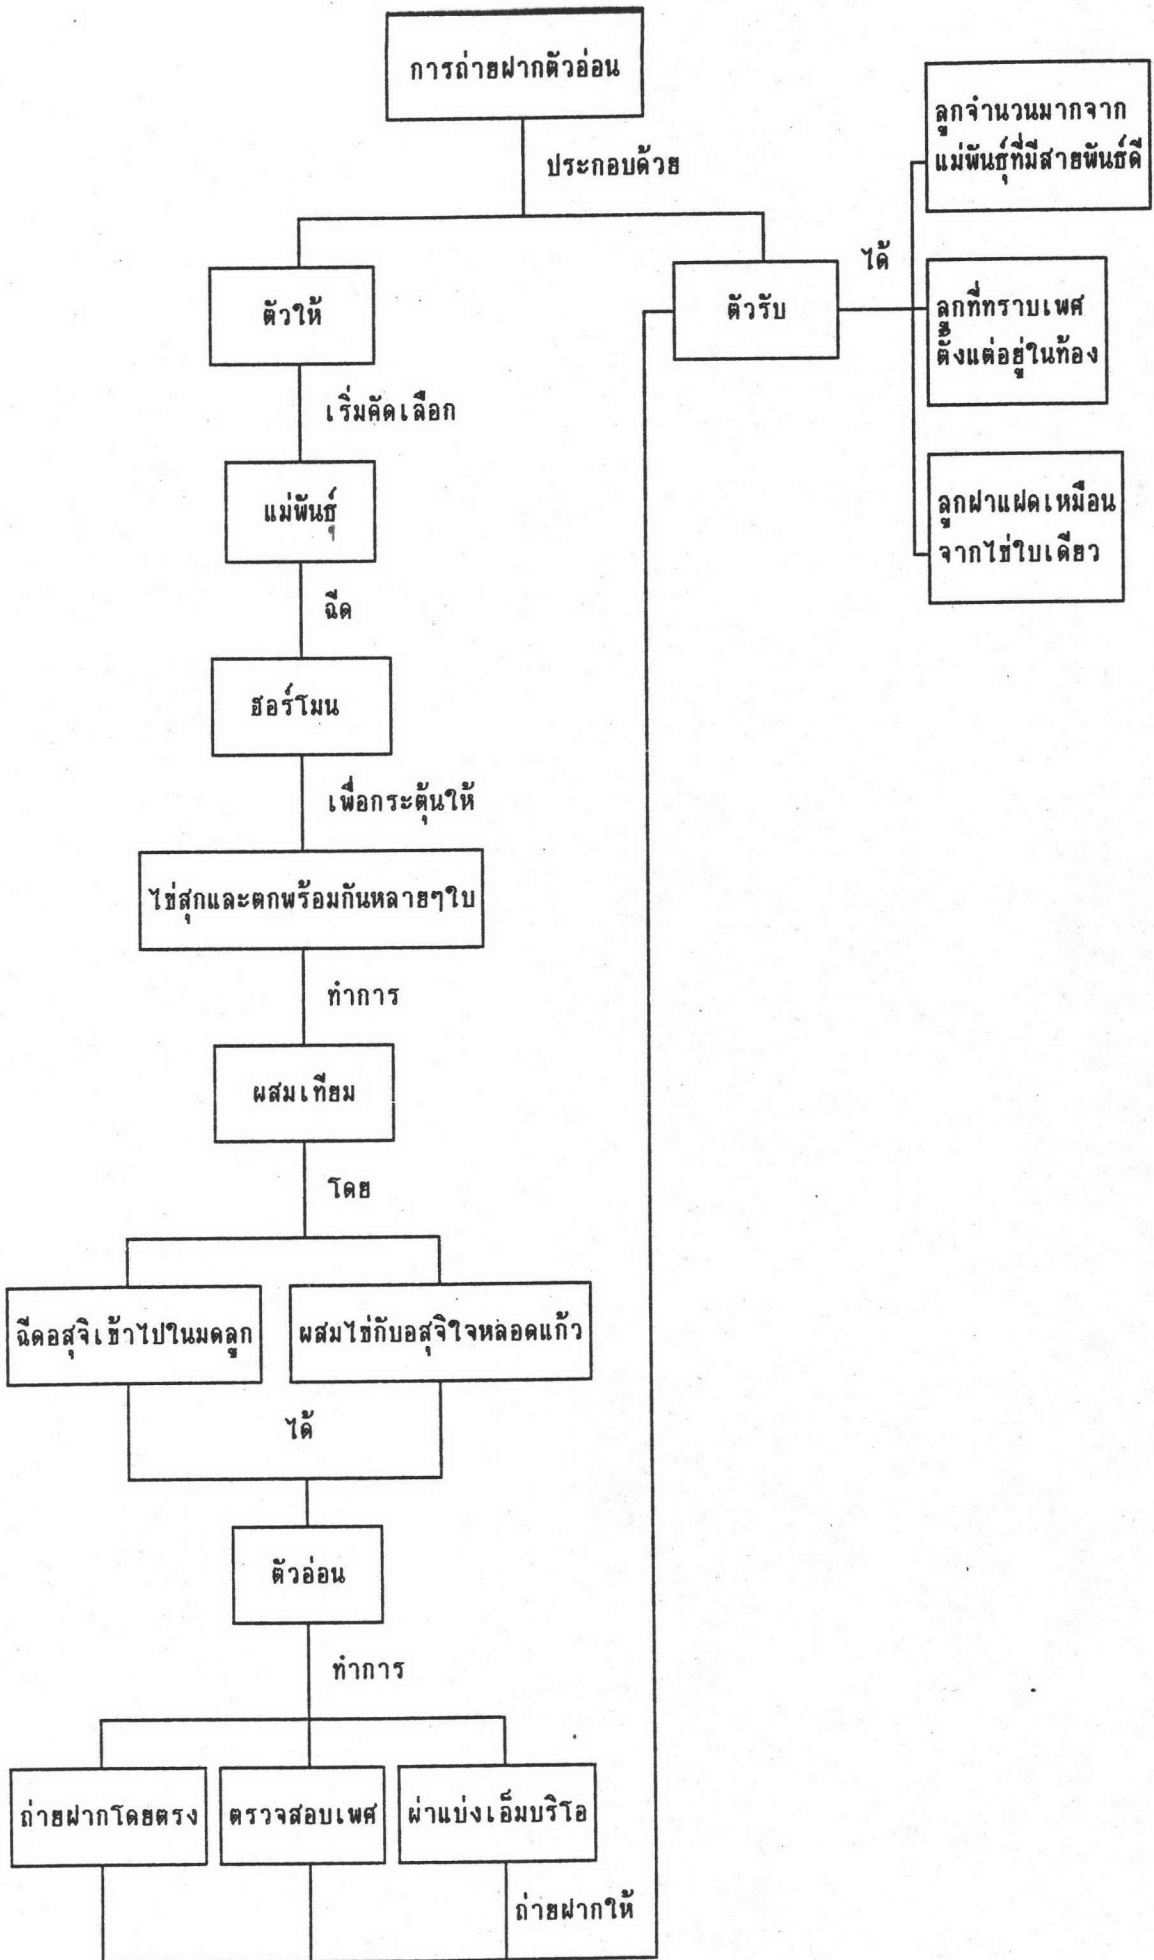 การถ่ายฝากตัวอ่อน
ประกอบด้วย
ตัวให้
เริ่มคัดเลือก
แม่พันธุ์
ฉีด
ฮอร์โมน
เพื่อกระตุ้นให้
ไข่สุกและตกพร้อมกันหลายๆใบ
ทำการ
ผสมเทียม
โดย
ฉีดอสุจิเข้าไปในมดลูก
ผสมไข่กับอสุจิใจหลอดแก้ว
ได้
ตัวอ่อน
ทำการ
ถ่ายฝากโดยตรง
ตรวจสอบเพศ
ผ่าแบ่งเอ็มบริโอ
ถ่ายฝากให้
ตัวรับ
ได้
ลูกจำนวนมากจาก
แม่พันธุ์ที่มีสายพันธ์ดี
ลูกที่ทราบเพศ
ตั้งแต่อยู่ในท้อง
ลูกฝาแฝดเหมือน
จากไข่ใบเดียว